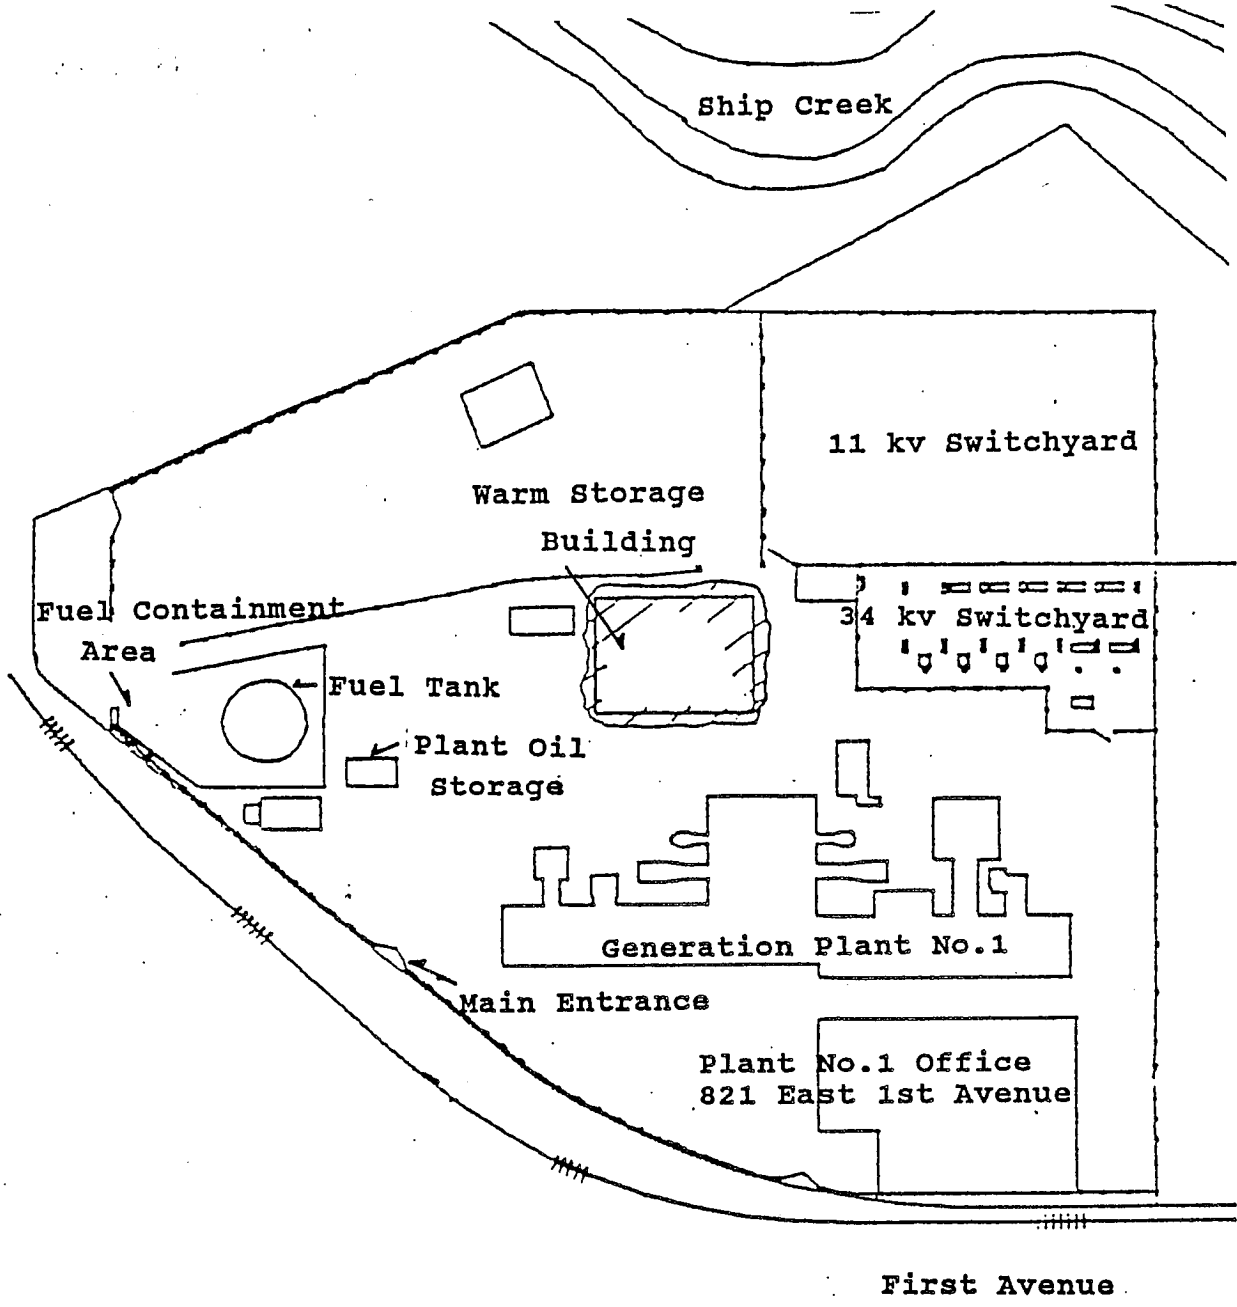 Ship Creek
11 kv Switchyard
Warm Storage
Building
Fuel Containment
Area
34 kv Switchyard
Fuel Tank
Plant Oil
Storage
Generation Plant No.1
Main Entrance
Plant No.1 Office
821 East 1st Avenue
First Avenue